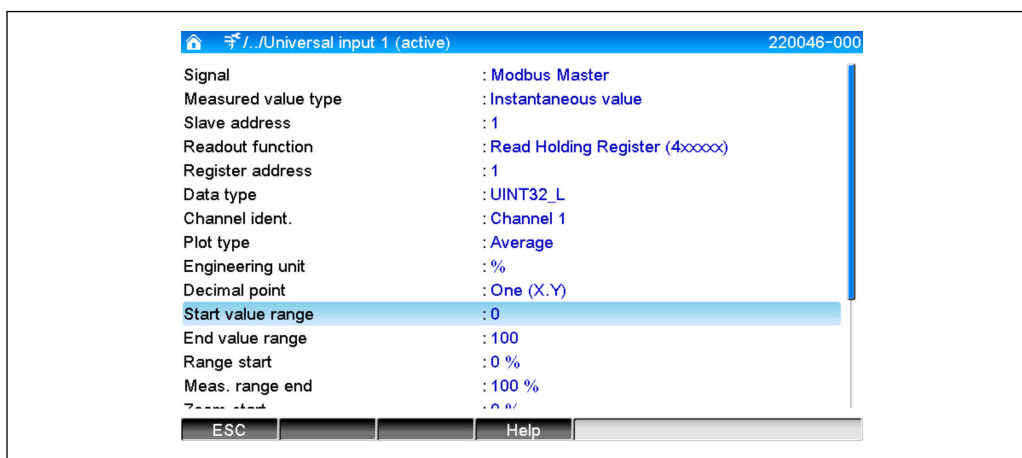 /../Universal input 1 (active) 220046-000
Signal : Modbus Master
Measured value type : Instantaneous value
Slave address : 1
Readout function : Read Holding Register (4xxxxx)
Register address : 1
Data type : UINT32_L
Channel ident. : Channel 1
Plot type : Average
Engineering unit : %
Decimal point : One (X.Y)
Start value range : 0
End value range : 100
Range start : 0 %
Meas. range end : 100 %
ESC Help